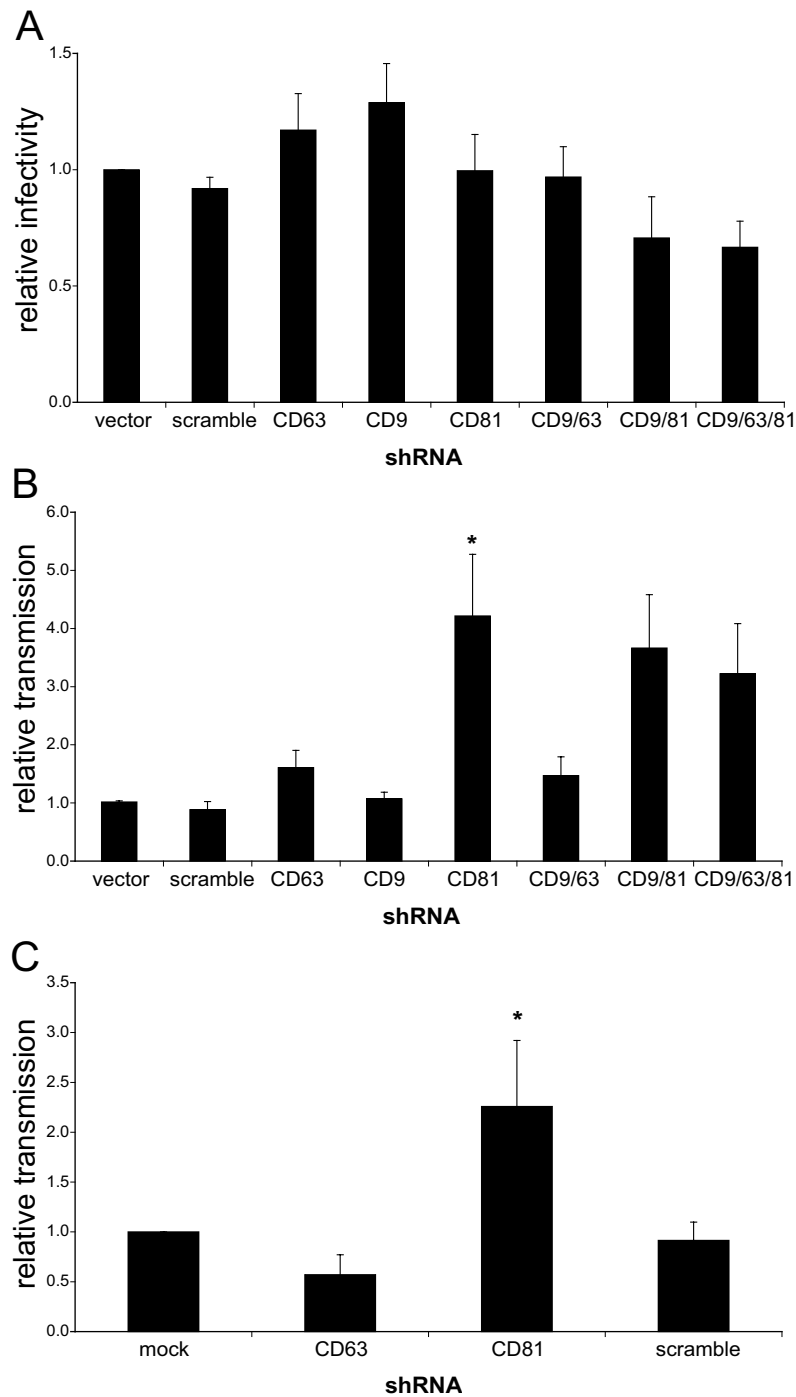 A
relative infectivity
1.5
1.0
0.5
0.0
vector scramble CD63 CD9 CD81 CD9/63 CD9/81 CD9/63/81
shRNA
B
relative transmission
6.0
5.0
4.0
3.0
2.0
1.0
0.0
*
vector scramble CD63 CD9 CD81 CD9/63 CD9/81 CD9/63/81
shRNA
C
relative transmission
3.5
3.0
2.5
2.0
1.5
1.0
0.5
0.0
*
mock CD63 CD81 scramble
shRNA